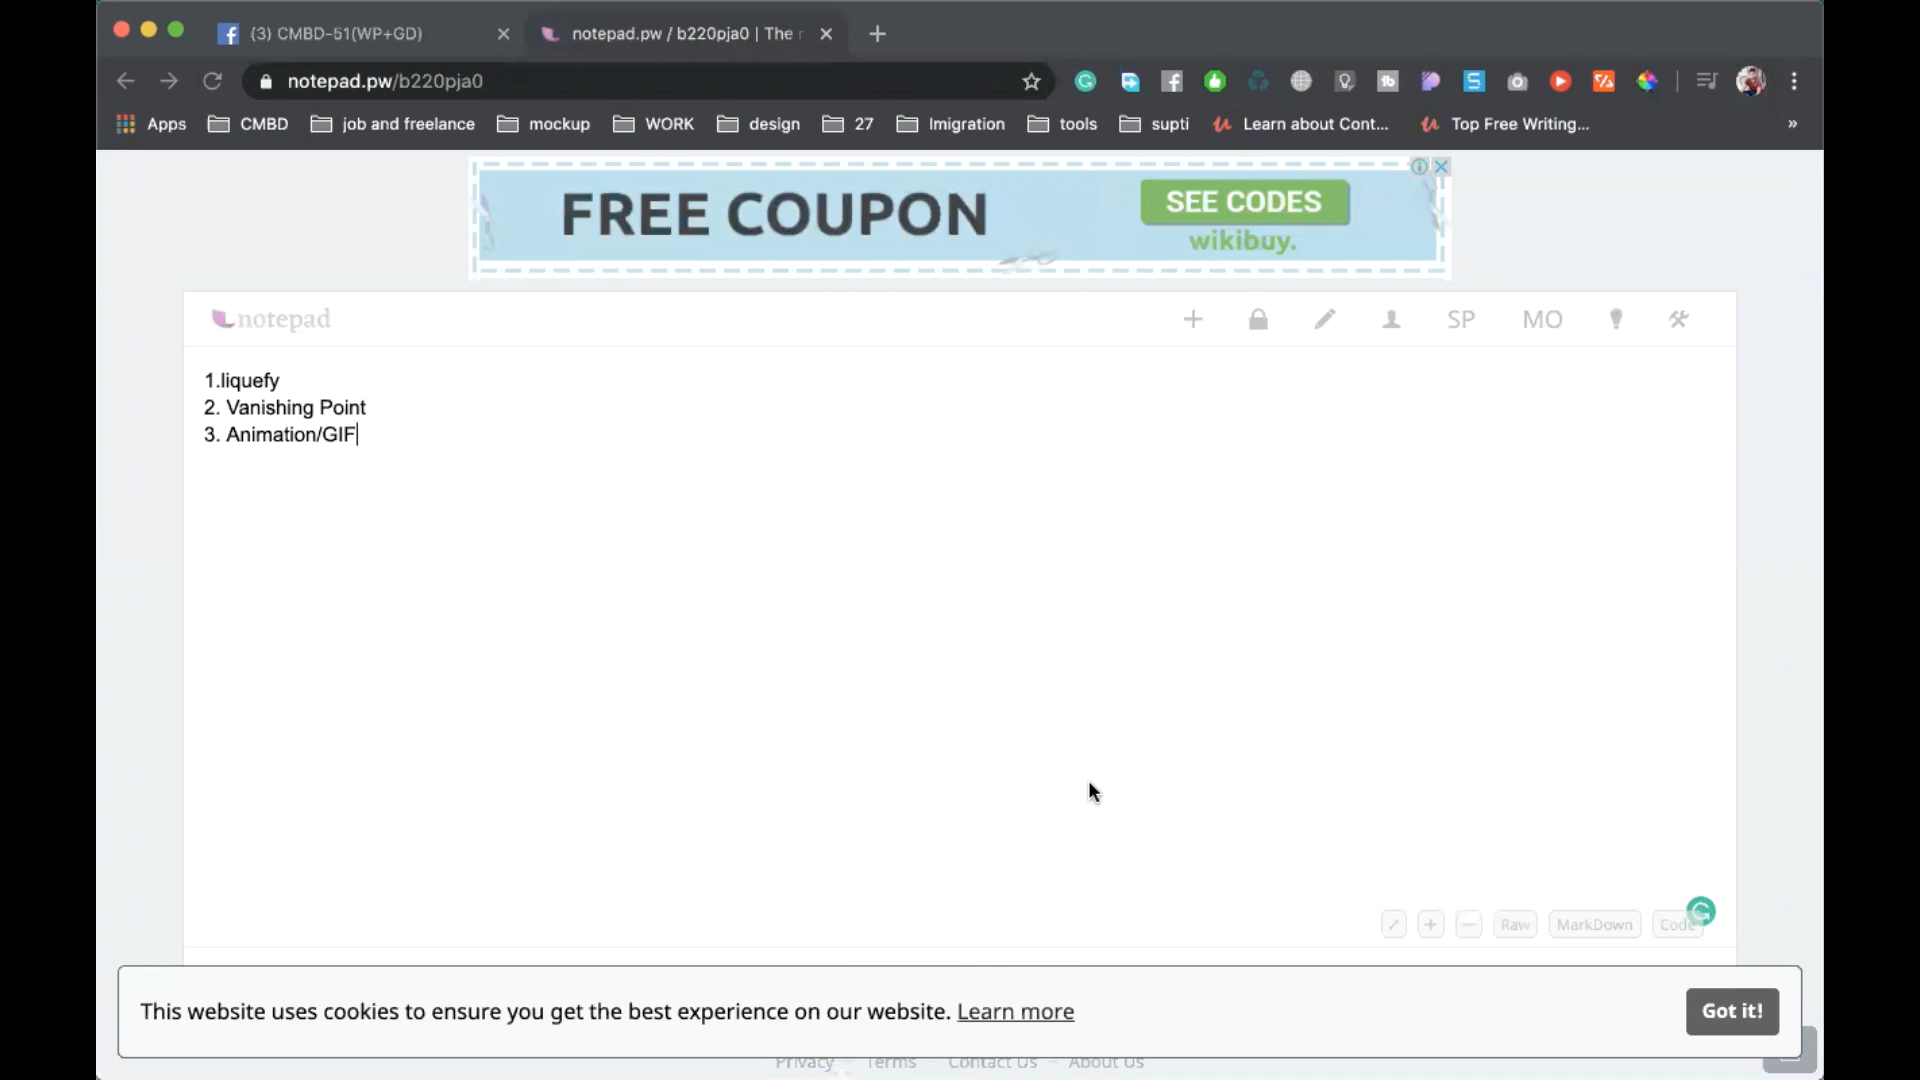 (3) CMBD-51(WP+GD)
notepad.pw / b220pja0 | The
notepad.pw/b220pja0
Apps
CMBD
job and freelance
mockup
WORK
design
27
Imigration
tools
supti
Learn about Cont...
Top Free Writing...
»
FREE COUPON
SEE CODES
wikibuy.
notepad
SP
MO
1.liquefy
2. Vanishing Point
3. Animation/GIF
Raw
MarkDown
Code
This website uses cookies to ensure you get the best experience on our website. Learn more
Got it!
Privacy – Terms – Contact Us – About Us